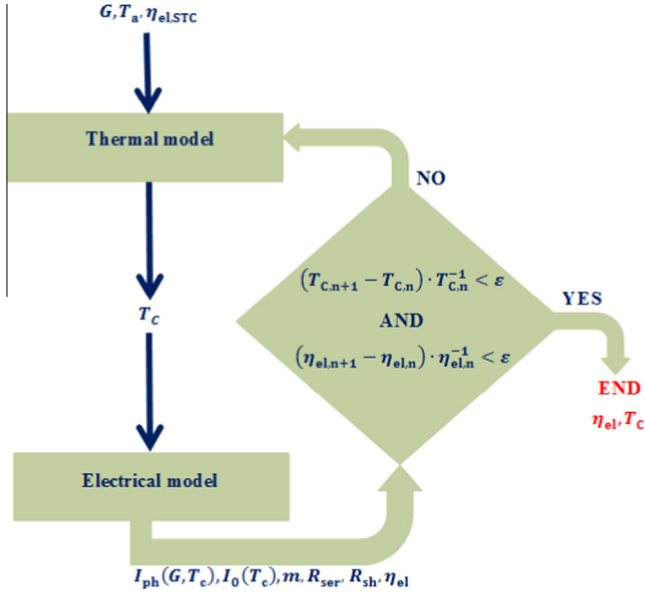 G,Tₐ,η_el,STC
Thermal model
NO
(T_C,n+1 − T_C,n) · T_C,n⁻¹ < ε
YES
T_C
AND
(η_el,n+1 − η_el,n) · η_el,n⁻¹ < ε
END
η_el,T_C
Electrical model
I_ph(G,T_c),I_0(T_c),m,R_ser,R_sh,η_el